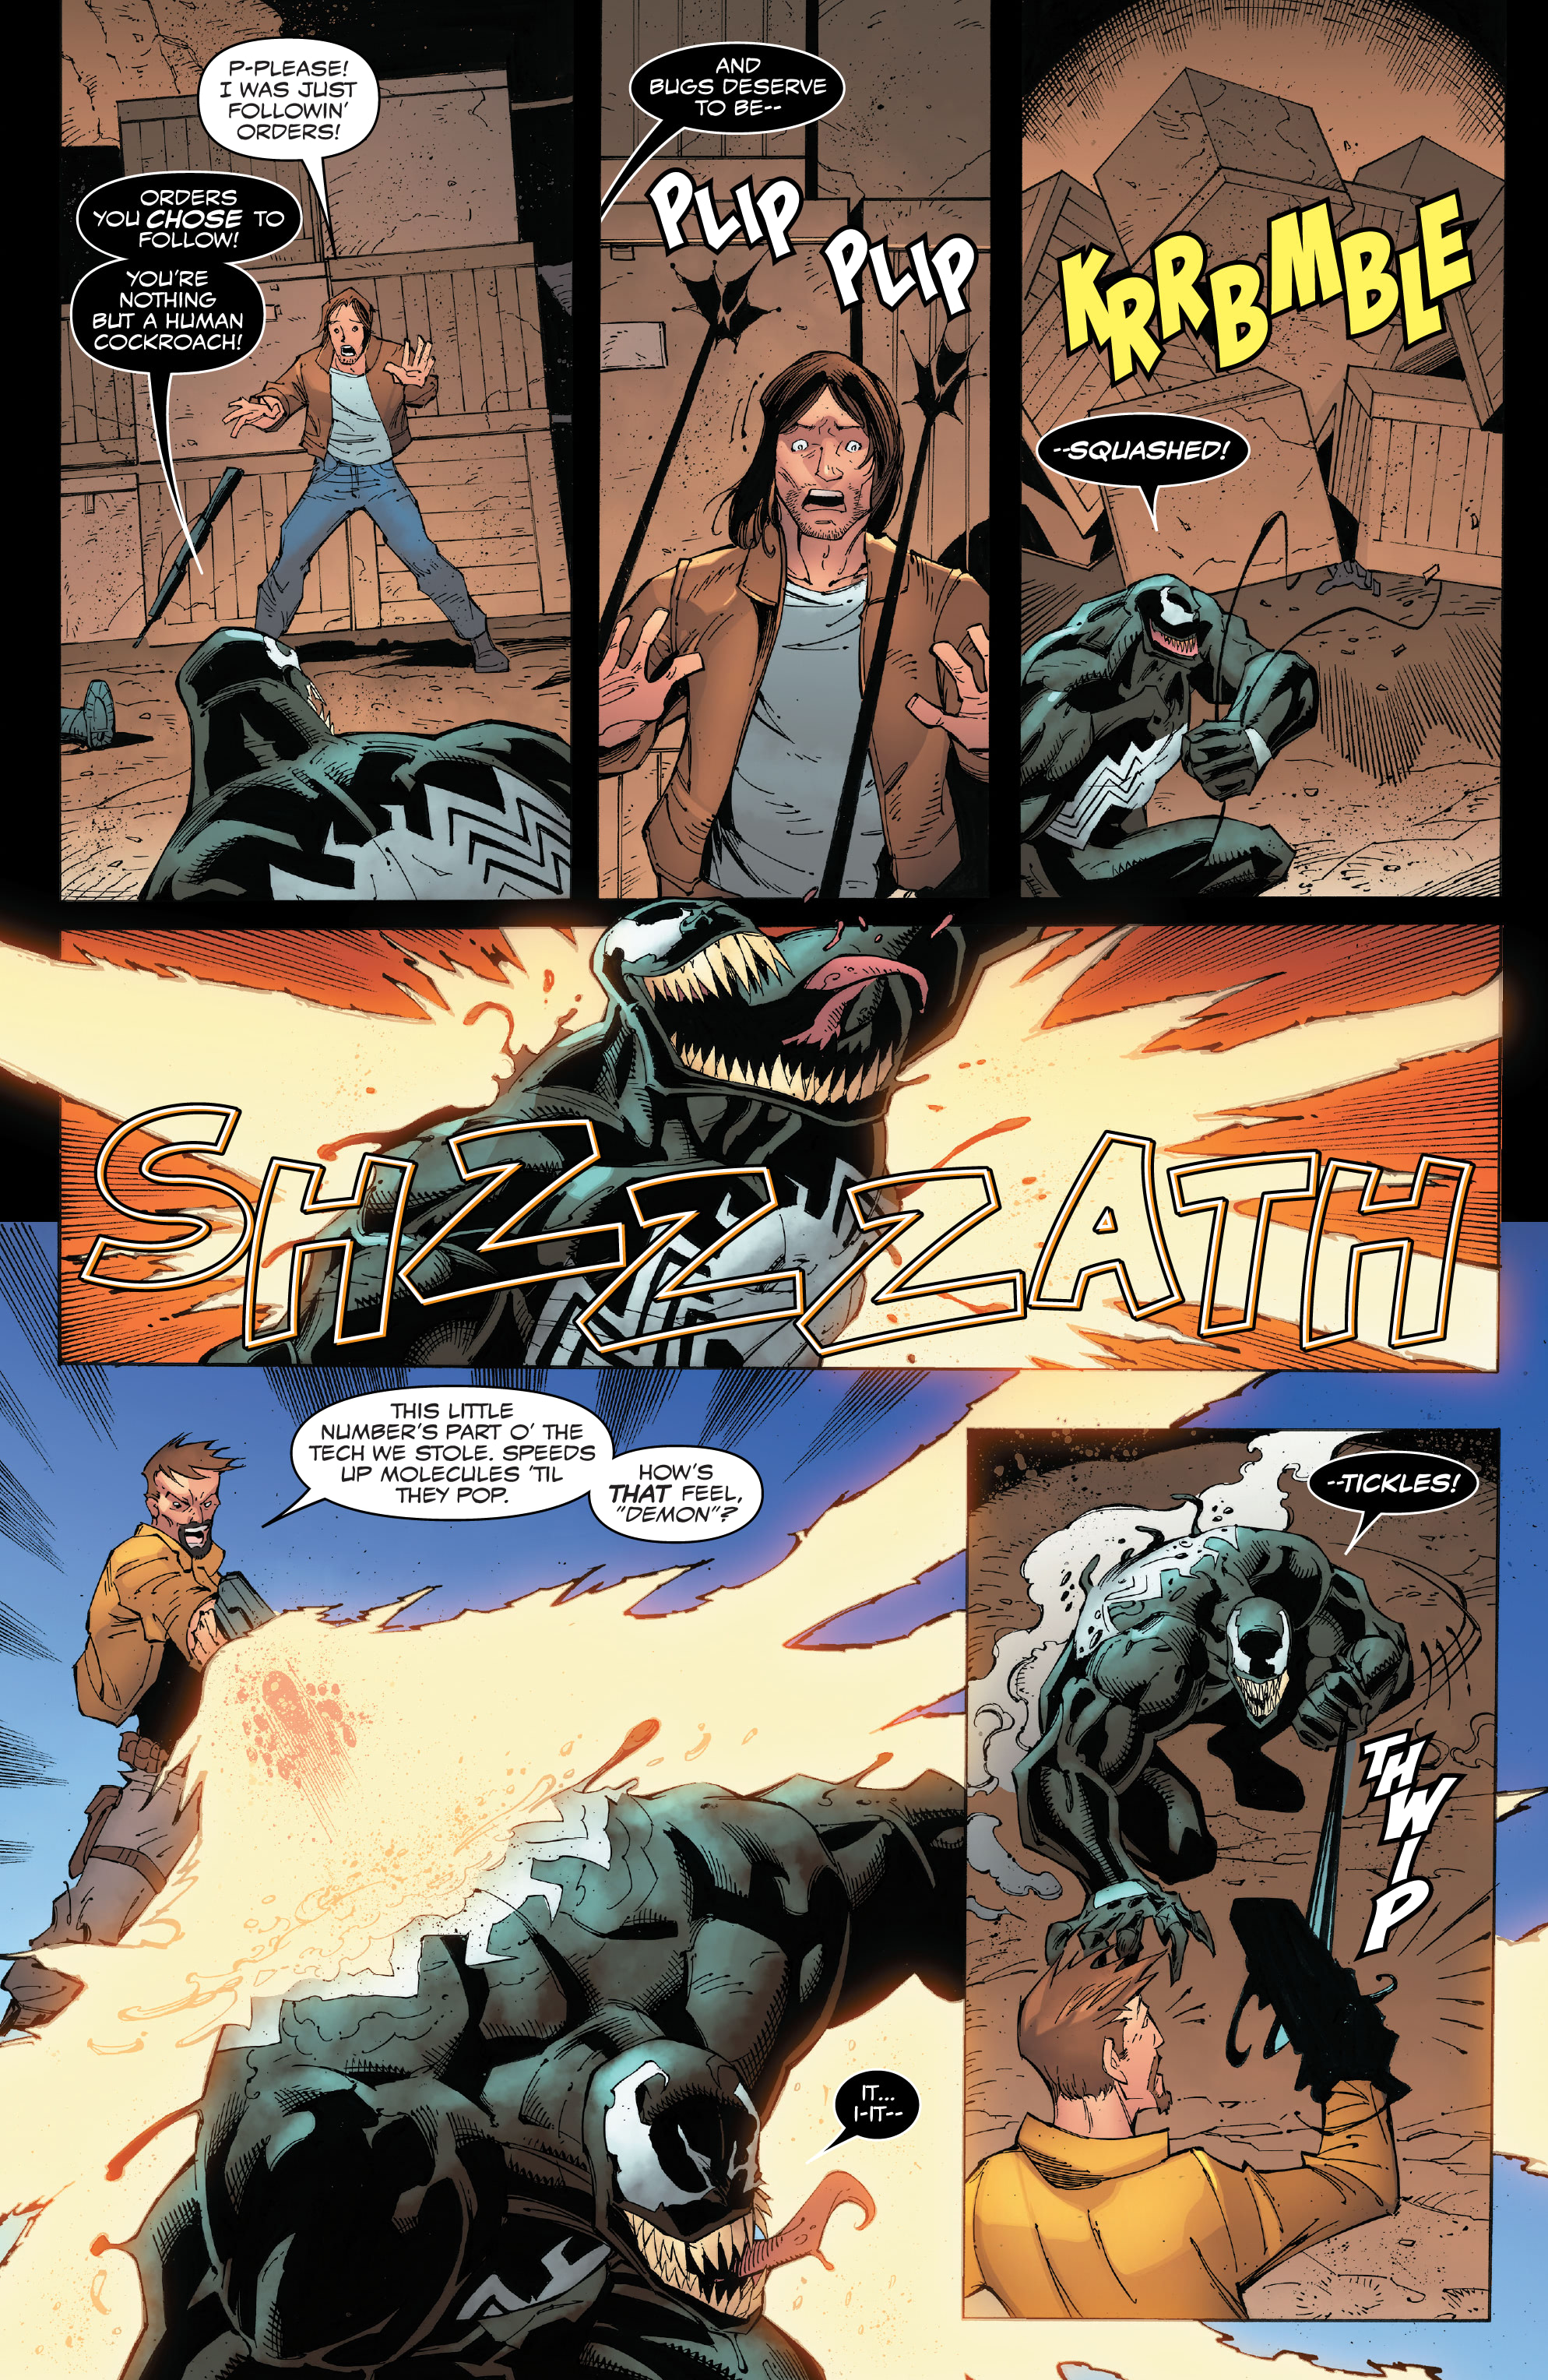 P-PLEASE!
I WAS JUST
FOLLOWIN'
ORDERS!
ORDERS
YOU CHOSE TO
FOLLOW!
YOU'RE
NOTHING
BUT A HUMAN
COCKROACH!
AND
BUGS DESERVE
TO BE--
PLIP
PLIP
KRRBMBLE
--SQUASHED!
SHZZZATH
THIS LITTLE
NUMBER'S PART O' THE
TECH WE STOLE. SPEEDS
UP MOLECULES 'TIL
THEY POP.
HOW'S
THAT FEEL,
"DEMON"?
IT...
I-IT--
--TICKLES!
THWIP